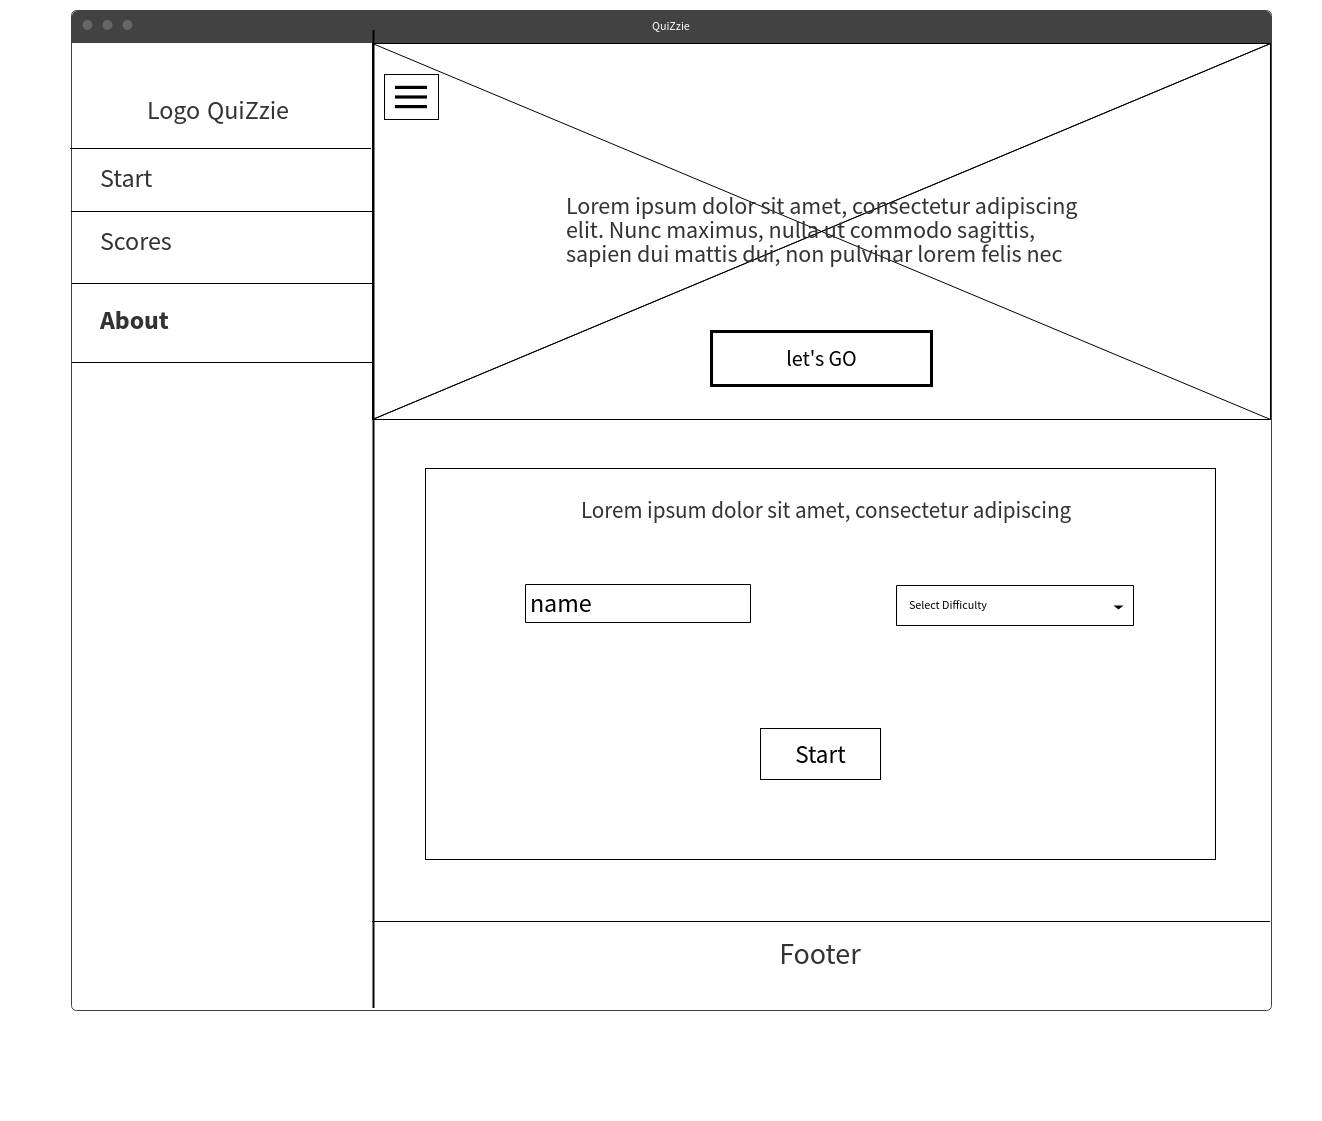 QuiZzie
Logo QuiZzie
Start
Scores
About
Lorem ipsum dolor sit amet, consectetur adipiscing
elit. Nunc maximus, nulla ut commodo sagittis,
sapien dui mattis dui, non pulvinar lorem felis nec
let's GO
Lorem ipsum dolor sit amet, consectetur adipiscing
name
Select Difficulty
Start
Footer